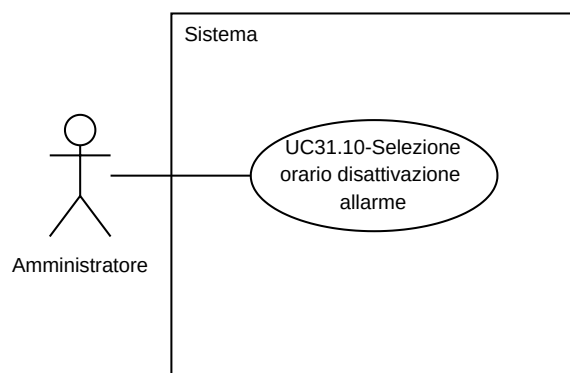 Sistema
UC31.10-Selezione
orario disattivazione
allarme
Amministratore